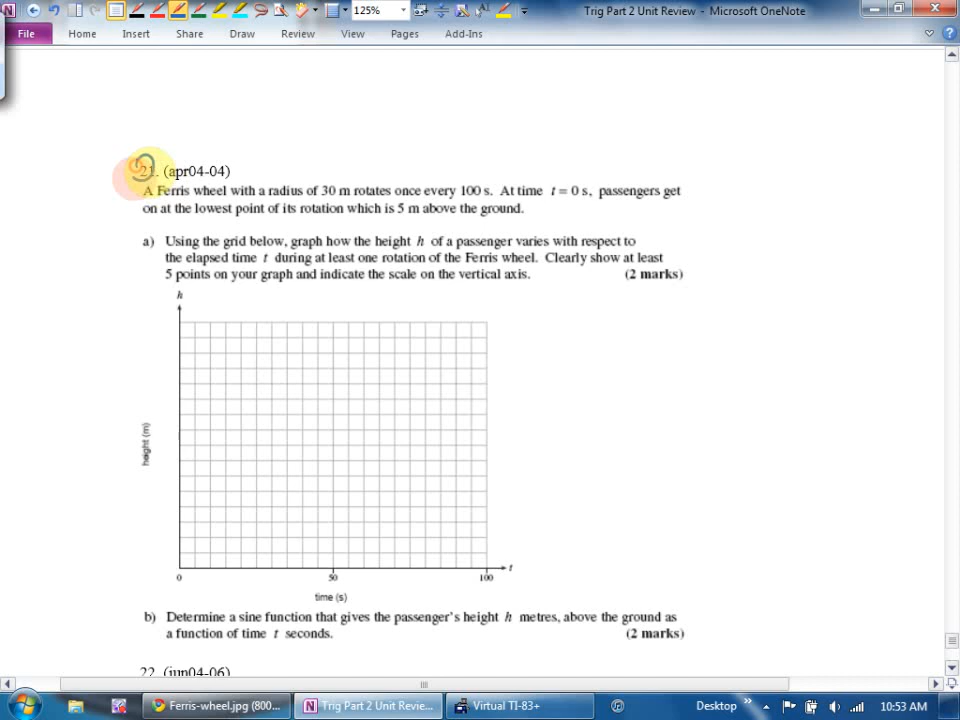 125%
Trig Part 2 Unit Review - Microsoft OneNote
File Home Insert Share Draw Review View Pages Add-Ins
21. (apr04-04)
A Ferris wheel with a radius of 30 m rotates once every 100 s. At time t = 0 s, passengers get
on at the lowest point of its rotation which is 5 m above the ground.
a) Using the grid below, graph how the height h of a passenger varies with respect to
the elapsed time t during at least one rotation of the Ferris wheel. Clearly show at least
5 points on your graph and indicate the scale on the vertical axis. (2 marks)
h
height (m)
t
0 50 100
time (s)
b) Determine a sine function that gives the passenger's height h metres, above the ground as
a function of time t seconds. (2 marks)
22. (jun04-06)
Ferris-wheel.jpg (800... Trig Part 2 Unit Revie... Virtual TI-83+ Desktop 10:53 AM